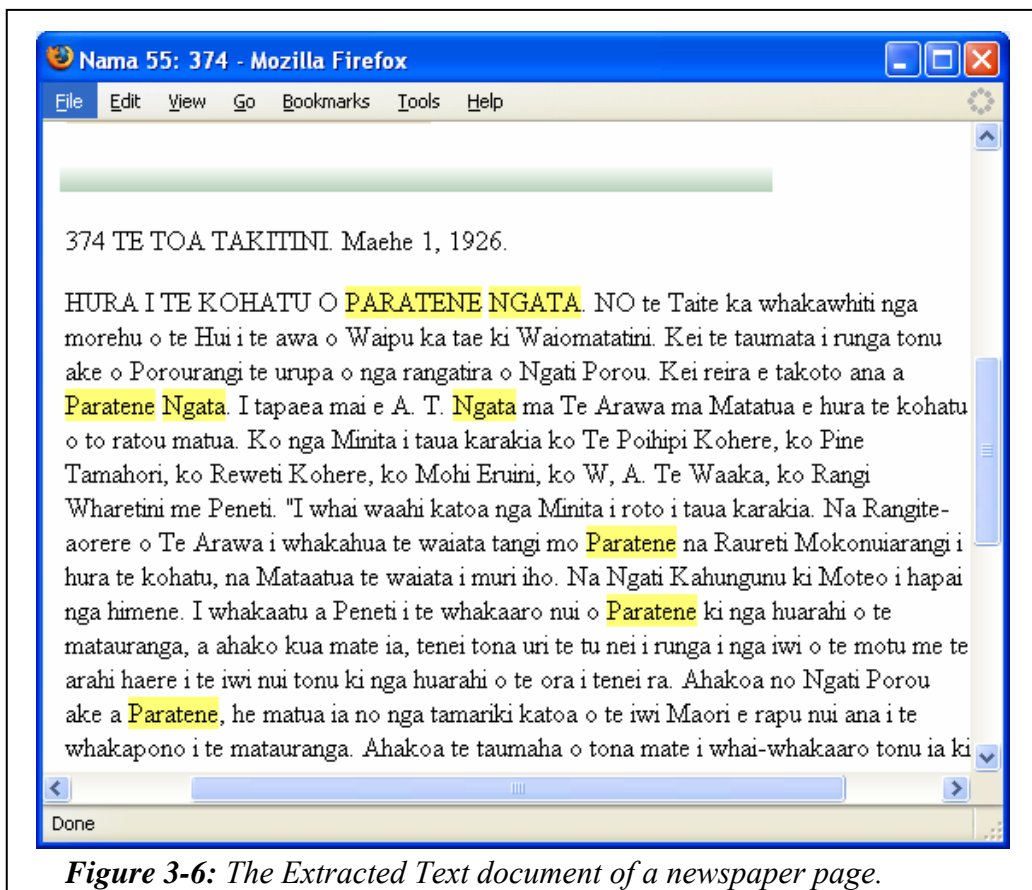 Nama 55: 374 - Mozilla Firefox
File Edit View Go Bookmarks Tools Help
374 TE TOA TAKITINI. Maehe 1, 1926.
HURA I TE KOHATU O PARATENE NGATA. NO te Taite ka whakawhiti nga
morehu o te Hui i te awa o Waipu ka tae ki Waiomatatini. Kei te taumata i runga tonu
ake o Porourangi te urupa o nga rangatira o Ngati Porou. Kei reira e takoto ana a
Paratene Ngata. I tapaea mai e A. T. Ngata ma Te Arawa ma Matatua e hura te kohatu
o to ratou matua. Ko nga Minita i taua karakia ko Te Poihipi Kohere, ko Pine
Tamahori, ko Reweti Kohere, ko Mohi Eruini, ko W, A. Te Waaka, ko Rangi
Wharetini me Peneti. "I whai waahi katoa nga Minita i roto i taua karakia. Na Rangite-
aorere o Te Arawa i whakahua te waiata tangi mo Paratene na Raureti Mokonuiarangi i
hura te kohatu, na Mataatua te waiata i muri iho. Na Ngati Kahungunu ki Moteo i hapai
nga himene. I whakaatu a Peneti i te whakaaro nui o Paratene ki nga huarahi o te
matauranga, a ahako kua mate ia, tenei tona uri te tu nei i runga i nga iwi o te motu me te
arahi haere i te iwi nui tonu ki nga huarahi o te ora i tenei ra. Ahakoa no Ngati Porou
ake a Paratene, he matua ia no nga tamariki katoa o te iwi Maori e rapu nui ana i te
whakapono i te matauranga. Ahakoa te taumaha o tona mate i whai-whakaaro tonu ia ki
Done
Figure 3-6: The Extracted Text document of a newspaper page.